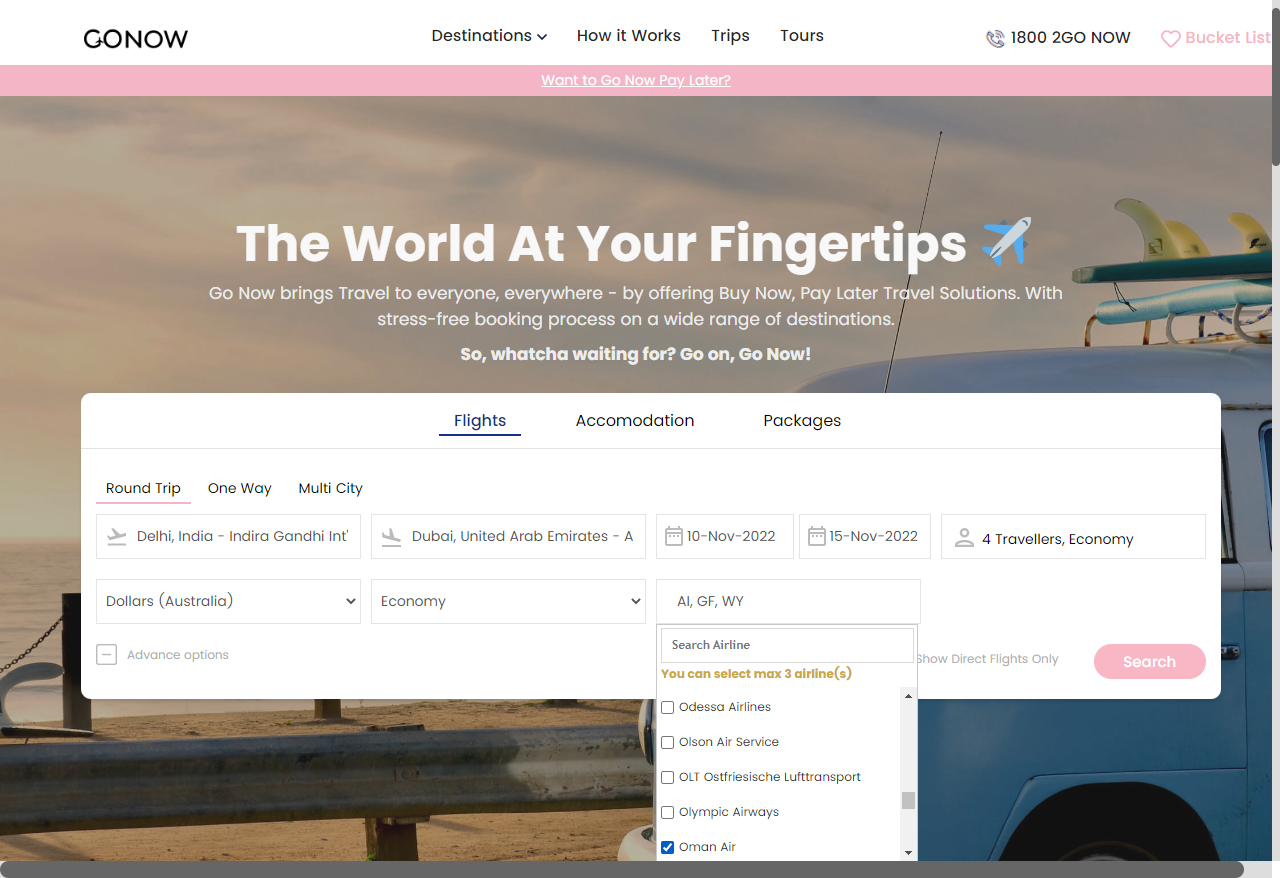 GONOW
Destinations
How it Works
Trips
Tours
1800 2GO NOW
Bucket List
Want to Go Now Pay Later?
The World At Your Fingertips
Go Now brings Travel to everyone, everywhere - by offering Buy Now, Pay Later Travel Solutions. With
stress-free booking process on a wide range of destinations.
So, whatcha waiting for? Go on, Go Now!
Flights
Accomodation
Packages
Round Trip
One Way
Multi City
Delhi, India - Indira Gandhi Int'
Dubai, United Arab Emirates - A
10-Nov-2022
15-Nov-2022
4 Travellers, Economy
Dollars (Australia)
Economy
AI, GF, WY
Advance options
Search Airline
You can select max 3 airline(s)
Show Direct Flights Only
Search
Odessa Airlines
Olson Air Service
OLT Ostfriesische Lufttransport
Olympic Airways
Oman Air